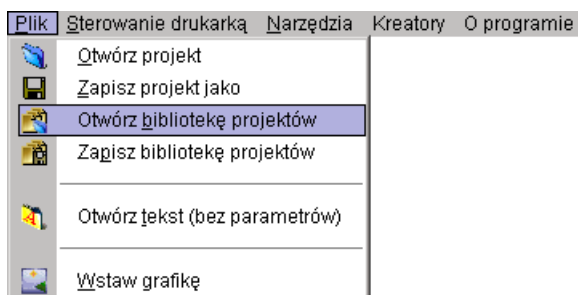 Plik Sterowanie drukarką Narzędzia Kreatory O programie
Otwórz projekt
Zapisz projekt jako
Otwórz bibliotekę projektów
Zapisz bibliotekę projektów
Otwórz tekst (bez parametrów)
Wstaw grafikę